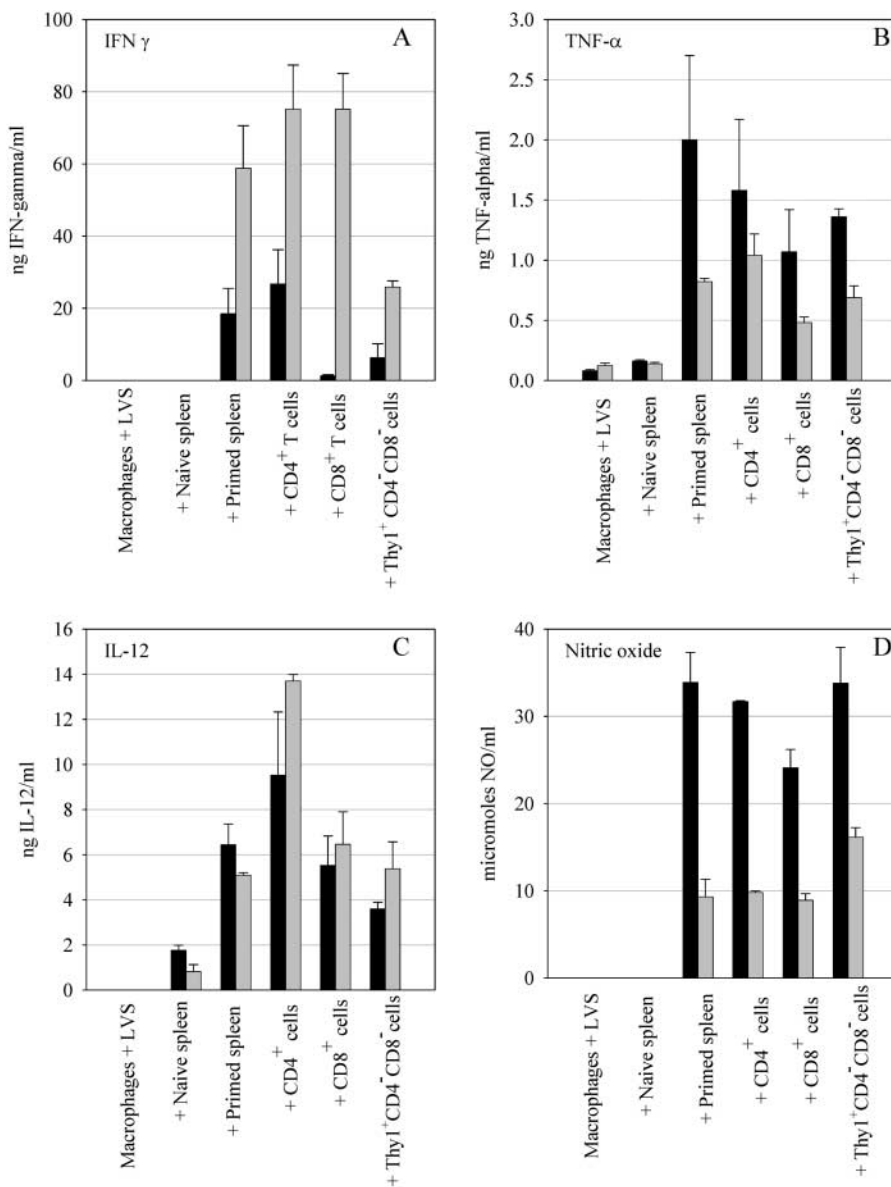 IFN γ
A
ng IFN-gamma/ml
100
80
60
40
20
0
Macrophages + LVS
+ Naive spleen
+ Primed spleen
+ CD4⁺ T cells
+ CD8⁺ T cells
+ Thy1⁺CD4⁻CD8⁻ cells
TNF-α
B
ng TNF-alpha/ml
3.0
2.5
2.0
1.5
1.0
0.5
0.0
Macrophages + LVS
+ Naive spleen
+ Primed spleen
+ CD4⁺ cells
+ CD8⁺ cells
+ Thy1⁺CD4⁻CD8⁻ cells
IL-12
C
ng IL-12/ml
16
14
12
10
8
6
4
2
0
Macrophages + LVS
+ Naive spleen
+ Primed spleen
+ CD4⁺ cells
+ CD8⁺ cells
+ Thy1⁺CD4⁻CD8⁻ cells
Nitric oxide
D
micromoles NO/ml
40
30
20
10
0
Macrophages + LVS
+ Naive spleen
+ Primed spleen
+ CD4⁺ cells
+ CD8⁺ cells
+ Thy1⁺CD4⁻CD8⁻ cells